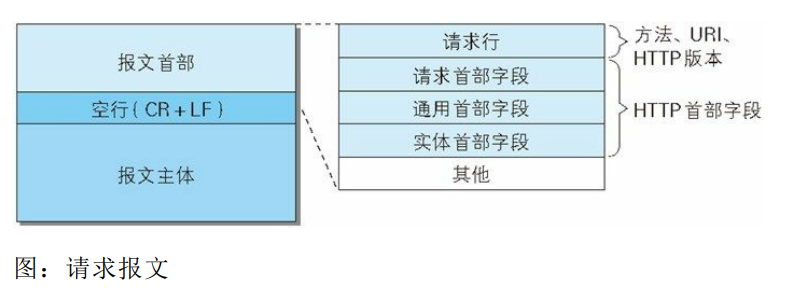 报文首部
空行(CR+LF)
报文主体
请求行
请求首部字段
通用首部字段
实体首部字段
其他
方法、URI、
HTTP版本
HTTP首部字段
图：请求报文